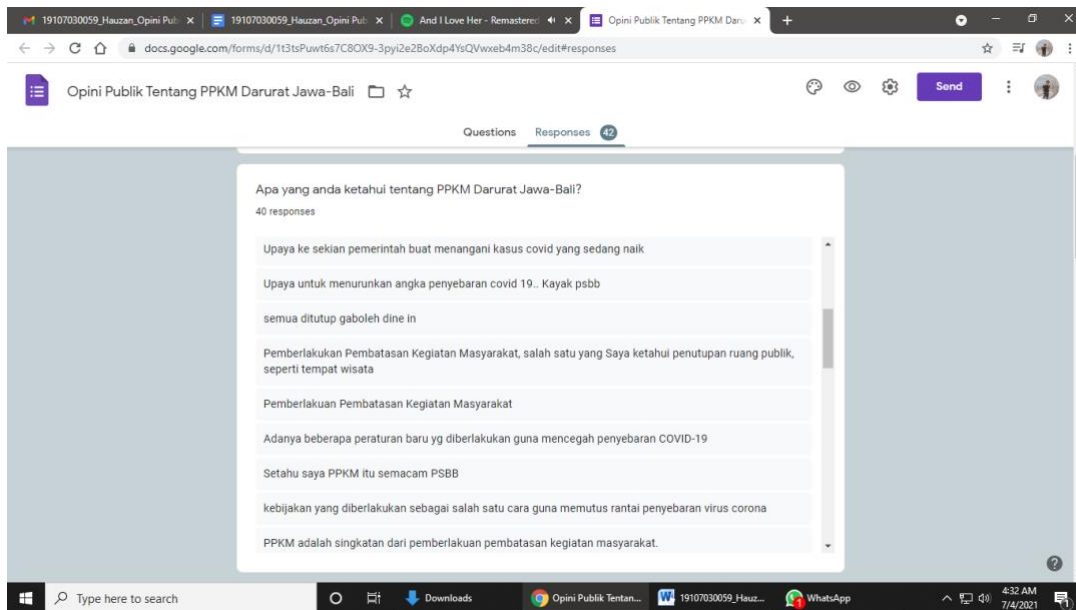 19107030059_Hauzan_Opini Pub
19107030059_Hauzan_Opini Pub
And I Love Her - Remastered
Opini Publik Tentang PPKM Daru
docs.google.com/forms/d/1t3tsPuwt6s7C8OX9-3pyi2e2BoXdp4YsQVwxeb4m38c/edit#responses
Opini Publik Tentang PPKM Darurat Jawa-Bali
Send
Questions Responses 42
Apa yang anda ketahui tentang PPKM Darurat Jawa-Bali?
40 responses
Upaya ke sekian pemerintah buat menangani kasus covid yang sedang naik
Upaya untuk menurunkan angka penyebaran covid 19.. Kayak psbb
semua ditutup gaboleh dine in
Pemberlakukan Pembatasan Kegiatan Masyarakat, salah satu yang Saya ketahui penutupan ruang publik,
seperti tempat wisata
Pemberlakuan Pembatasan Kegiatan Masyarakat
Adanya beberapa peraturan baru yg diberlakukan guna mencegah penyebaran COVID-19
Setahu saya PPKM itu semacam PSBB
kebijakan yang diberlakukan sebagai salah satu cara guna memutus rantai penyebaran virus corona
PPKM adalah singkatan dari pemberlakuan pembatasan kegiatan masyarakat.
Type here to search
Downloads
Opini Publik Tentan...
19107030059_Hauz...
WhatsApp
4:32 AM
7/4/2021